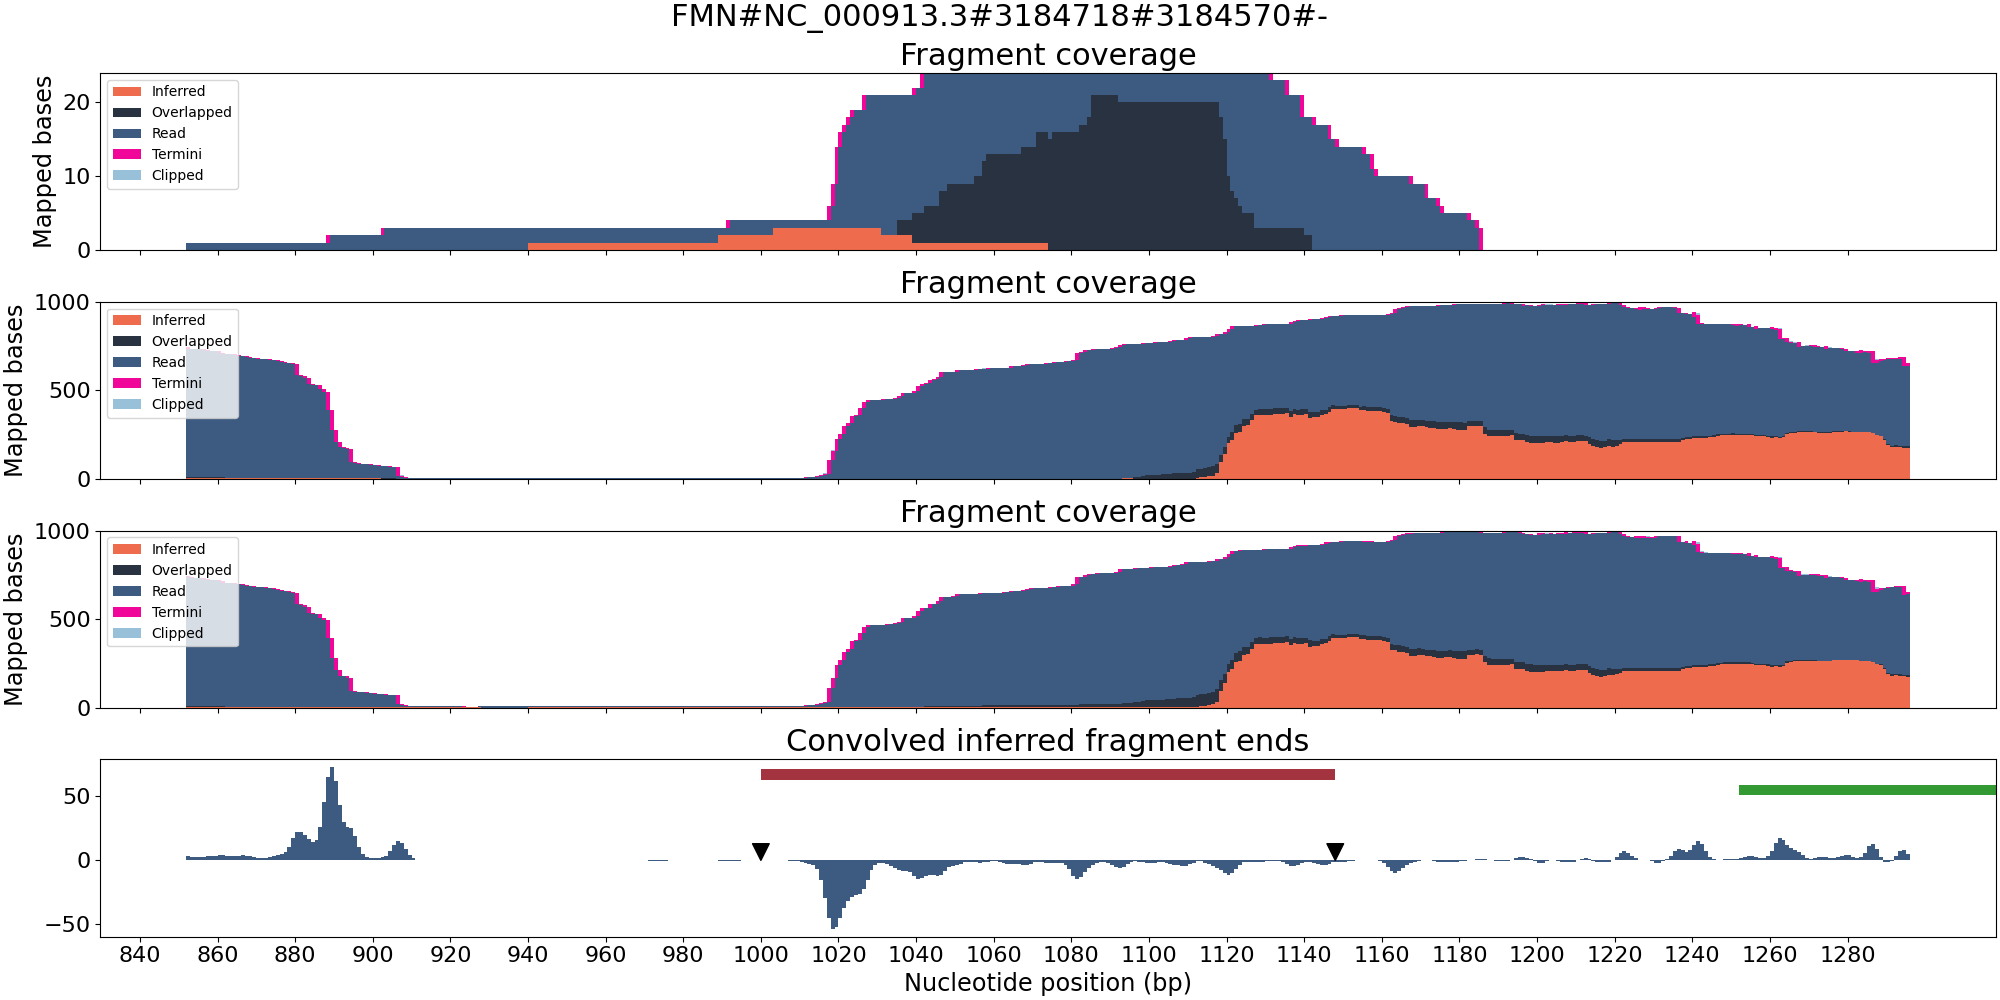 FMN#NC_000913.3#3184718#3184570#-
Fragment coverage
Mapped bases
20
10
0
Inferred
Overlapped
Read
Termini
Clipped
Fragment coverage
Mapped bases
1000
500
0
Inferred
Overlapped
Read
Termini
Clipped
Fragment coverage
Mapped bases
1000
500
0
Inferred
Overlapped
Read
Termini
Clipped
Convolved inferred fragment ends
50
0
−50
840 860 880 900 920 940 960 980 1000 1020 1040 1060 1080 1100 1120 1140 1160 1180 1200 1220 1240 1260 1280
Nucleotide position (bp)